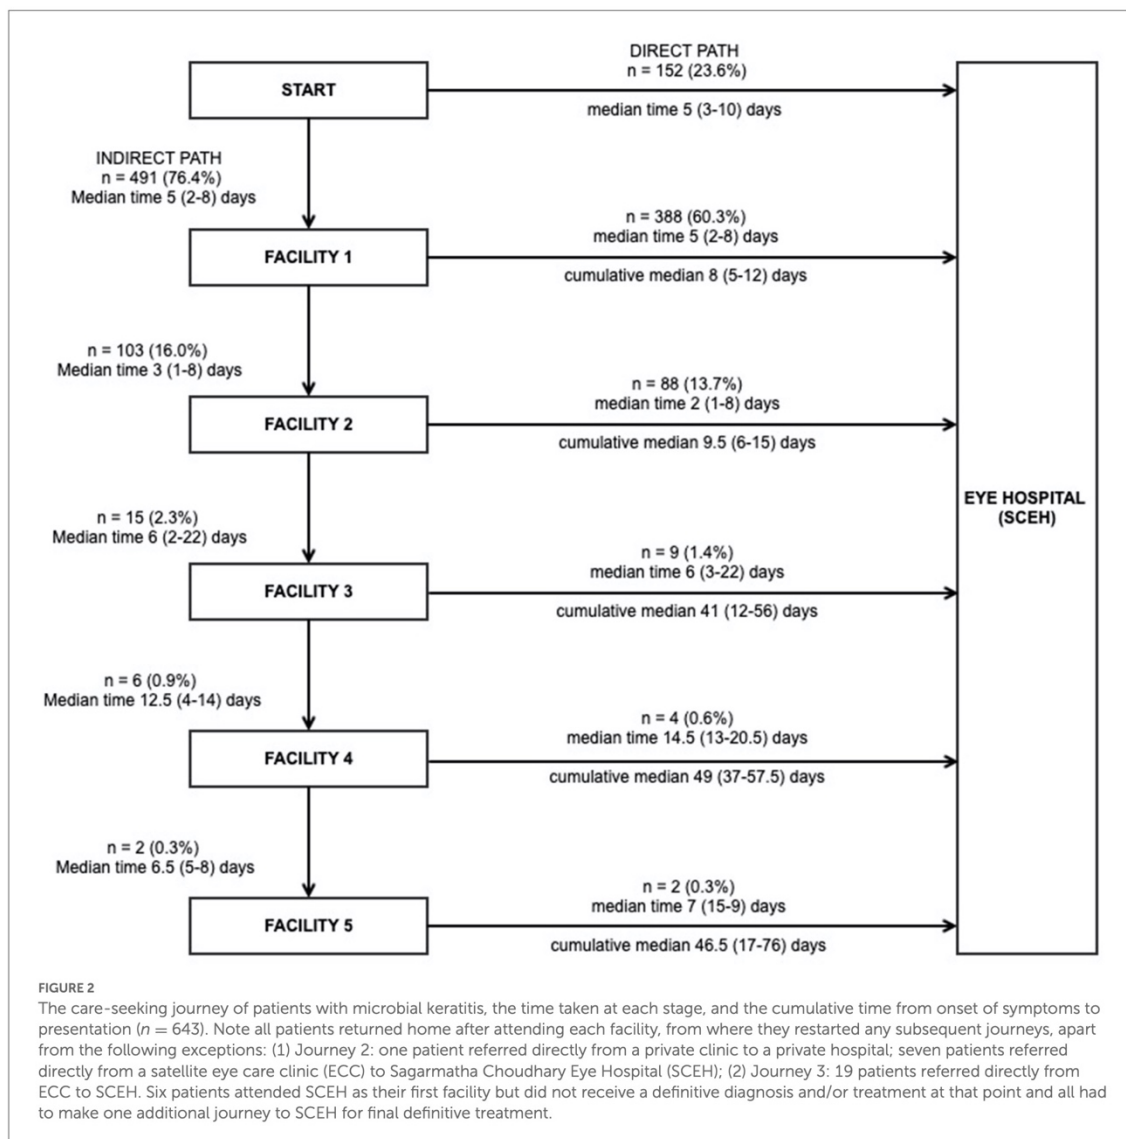 DIRECT PATH
n = 152 (23.6%)
START
median time 5 (3-10) days
INDIRECT PATH
n = 491 (76.4%)
Median time 5 (2-8) days
n = 388 (60.3%)
median time 5 (2-8) days
FACILITY 1
cumulative median 8 (5-12) days
n = 103 (16.0%)
Median time 3 (1-8) days
n = 88 (13.7%)
median time 2 (1-8) days
FACILITY 2
cumulative median 9.5 (6-15) days
EYE HOSPITAL
(SCEH)
n = 15 (2.3%)
Median time 6 (2-22) days
n = 9 (1.4%)
median time 6 (3-22) days
FACILITY 3
cumulative median 41 (12-56) days
n = 6 (0.9%)
Median time 12.5 (4-14) days
n = 4 (0.6%)
median time 14.5 (13-20.5) days
FACILITY 4
cumulative median 49 (37-57.5) days
n = 2 (0.3%)
Median time 6.5 (5-8) days
n = 2 (0.3%)
median time 7 (15-9) days
FACILITY 5
cumulative median 46.5 (17-76) days
FIGURE 2
The care-seeking journey of patients with microbial keratitis, the time taken at each stage, and the cumulative time from onset of symptoms to
presentation (n = 643). Note all patients returned home after attending each facility, from where they restarted any subsequent journeys, apart
from the following exceptions: (1) Journey 2: one patient referred directly from a private clinic to a private hospital; seven patients referred
directly from a satellite eye care clinic (ECC) to Sagarmatha Choudhary Eye Hospital (SCEH); (2) Journey 3: 19 patients referred directly from
ECC to SCEH. Six patients attended SCEH as their first facility but did not receive a definitive diagnosis and/or treatment at that point and all had
to make one additional journey to SCEH for final definitive treatment.